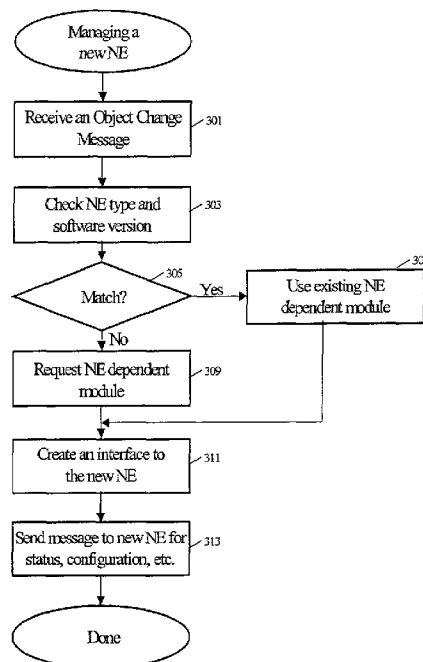 Managing a
new NE
Receive an Object Change
Message
301
Check NE type and
software version
303
305
Match?
Yes
30
Use existing NE
dependent module
No
Request NE dependent
module
309
Create an interface to
the new NE
311
Send message to new NE for
status, configuration, etc.
313
Done